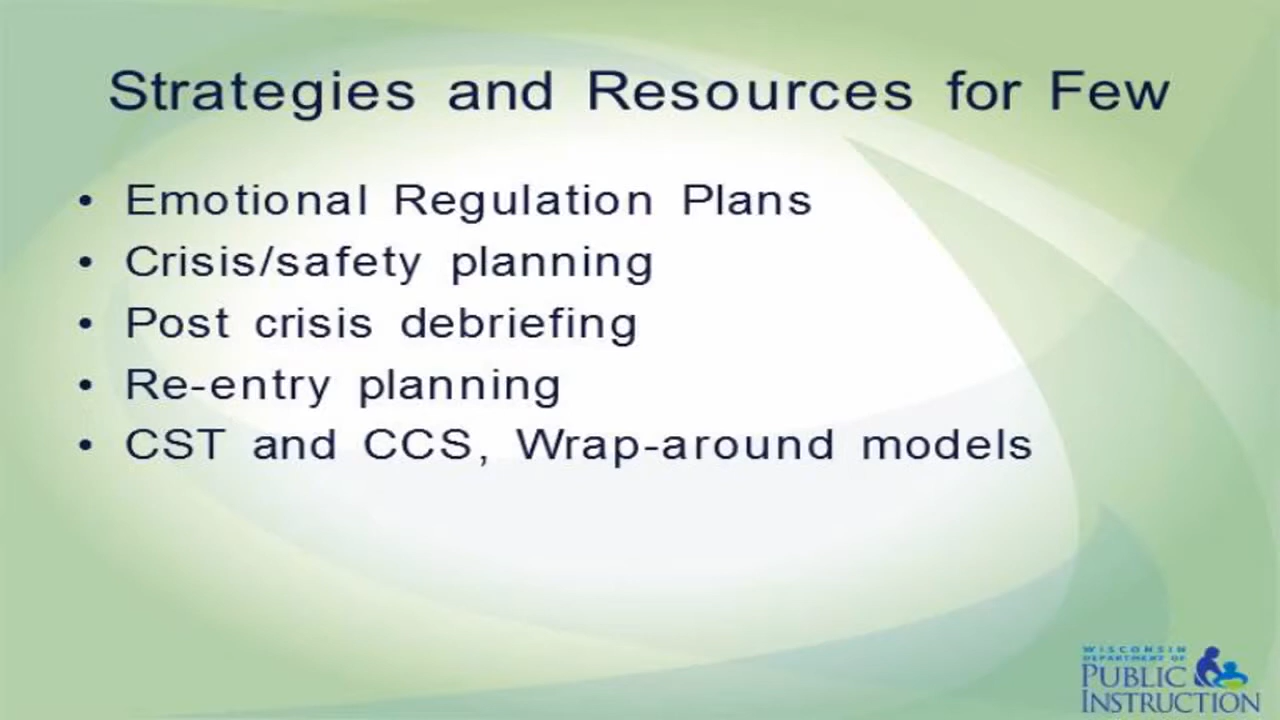 Strategies and Resources for Few
• Emotional Regulation Plans
• Crisis/safety planning
• Post crisis debriefing
• Re-entry planning
• CST and CCS, Wrap-around models
WISCONSIN
DEPARTMENT OF
PUBLIC
INSTRUCTION